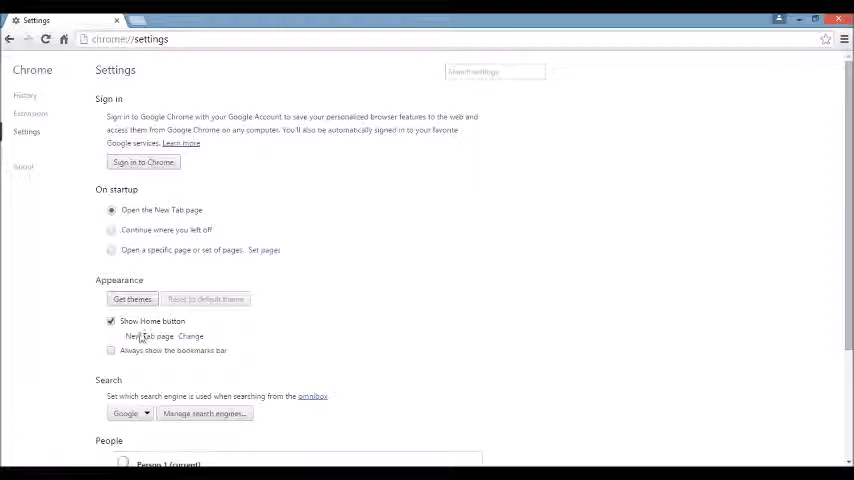 Settings
chrome://settings
Chrome
Settings
Search settings
History
Extensions
Settings
About
Sign in
Sign in to Google Chrome with your Google Account to save your personalized browser features to the web and
access them from Google Chrome on any computer. You'll also be automatically signed in to your favorite
Google services. Learn more
Sign in to Chrome
On startup
Open the New Tab page
Continue where you left off
Open a specific page or set of pages. Set pages
Appearance
Get themes Reset to default theme
Show Home button
New Tab page Change
Always show the bookmarks bar
Search
Set which search engine is used when searching from the omnibox
Google Manage search engines...
People
Person 1 (current)